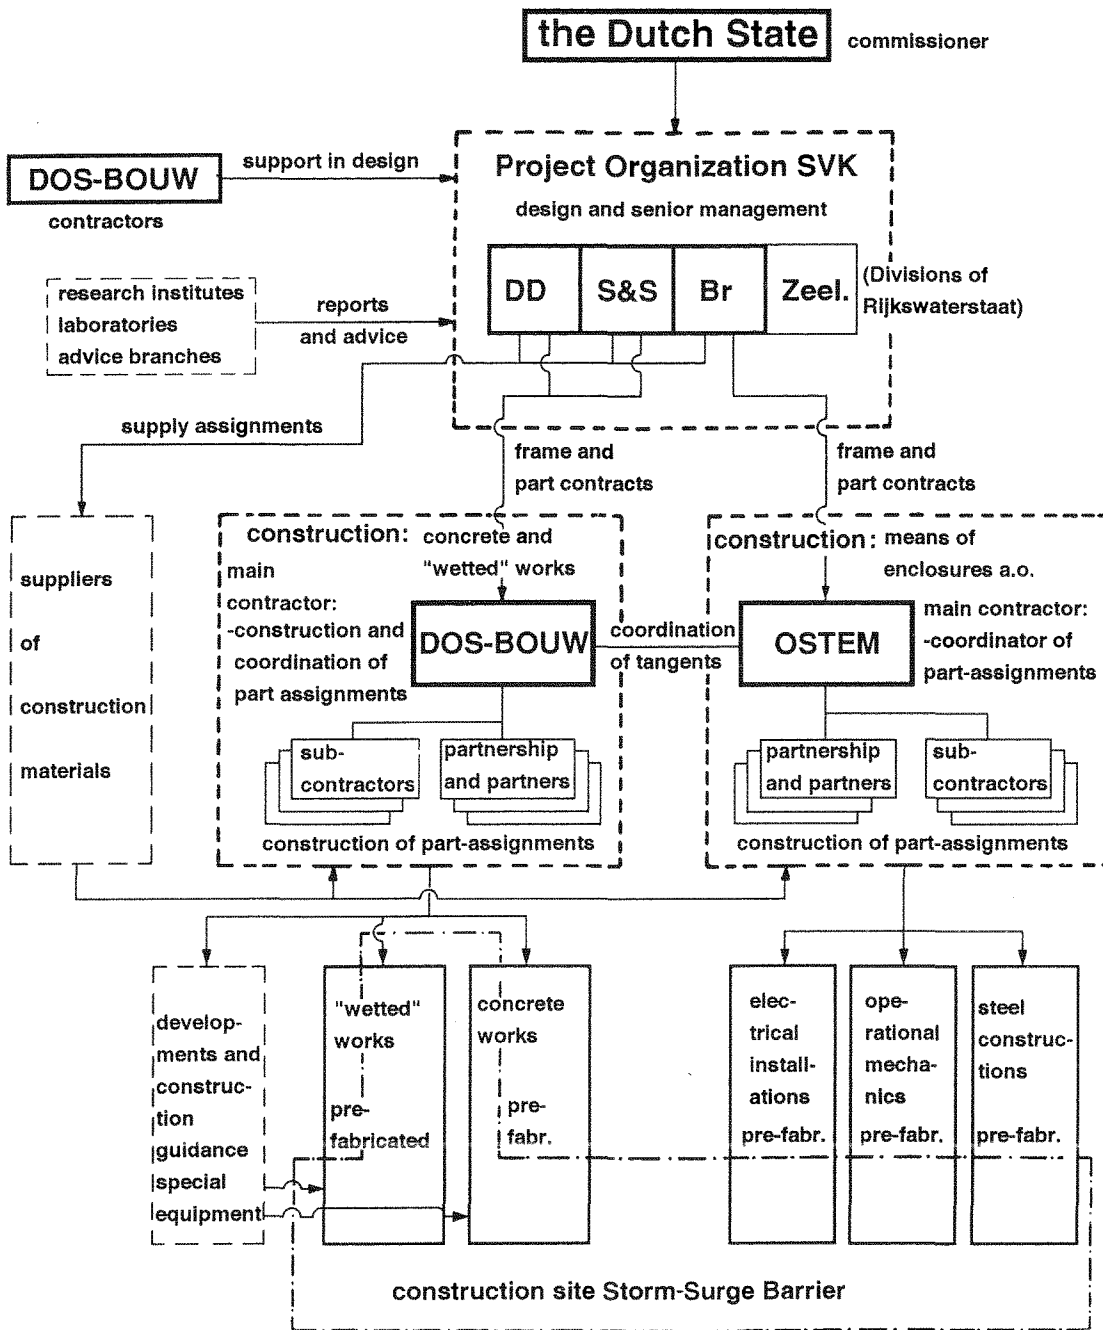 the Dutch State
commissioner
Project Organization SVK
design and senior management
DOS-BOUW
contractors
support in design
research institutes
laboratories
advice branches
reports
and advice
DD
S&S
Br
Zeel.
(Divisions of
Rijkswaterstaat)
supply assignments
frame and
part contracts
frame and
part contracts
suppliers
of
construction
materials
construction:
concrete and
"wetted" works
main
contractor:
-construction and
coordination of
part assignments
DOS-BOUW
sub-
contractors
partnership
and partners
construction of part-assignments
coordination
of tangents
construction:
means of
enclosures a.o.
OSTEM
main contractor:
-coordinator of
part-assignments
partnership
and partners
sub-
contractors
construction of part-assignments
develop-
ments and
construc-
tion
guidance
special
equipment
"wetted"
works
pre-
fabricated
concrete
works
pre-
fabr.
elec-
trical
install-
ations
pre-fabr.
ope-
rational
mecha-
nics
pre-fabr.
steel
construc-
tions
pre-fabr.
construction site Storm-Surge Barrier